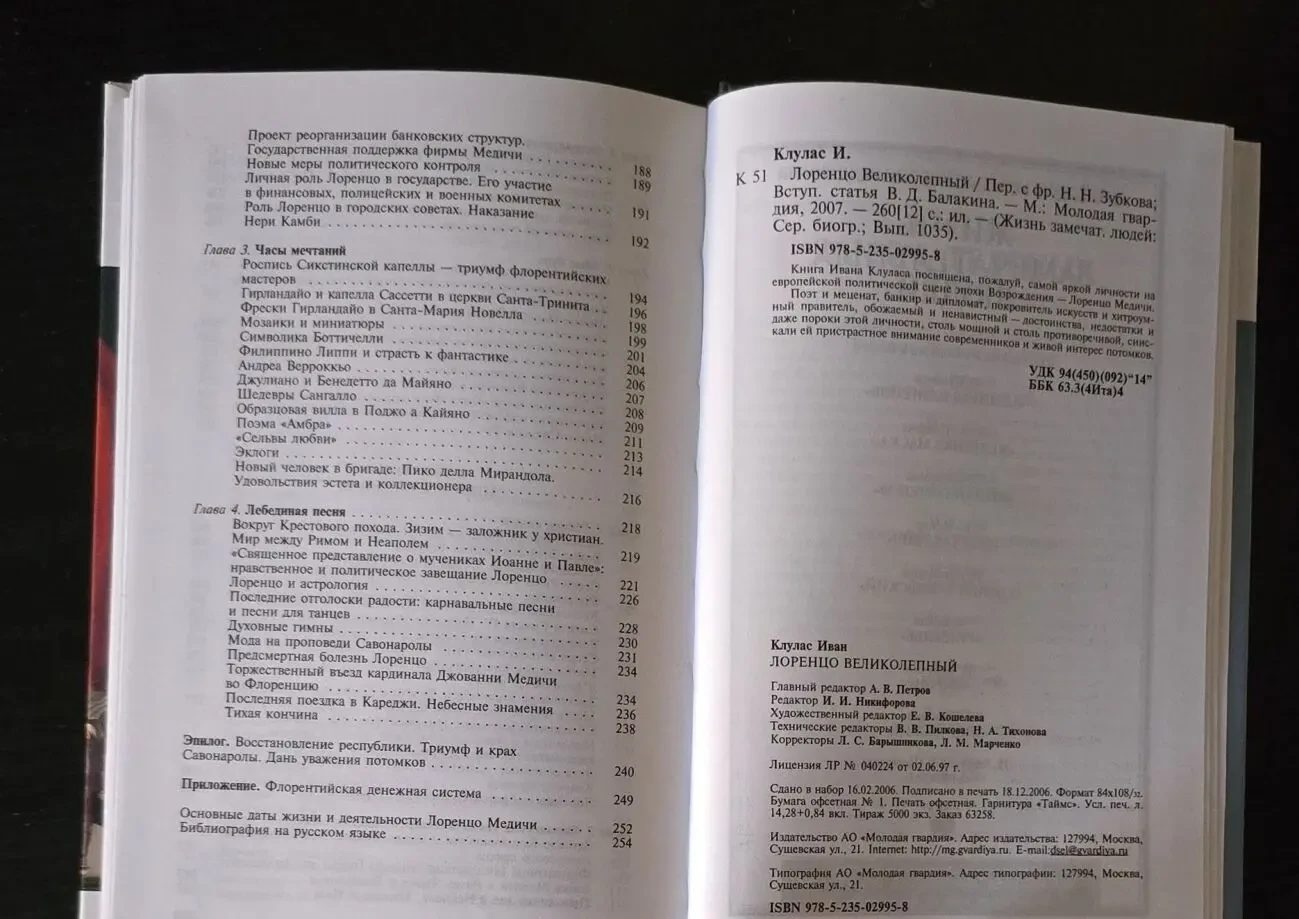 Проект реорганизации банковских структур.
Государственная поддержка фирмы Медичи . . . . . . . . . . 188
Новые меры политического контроля . . . . . . . . . . . . . 189
Личная роль Лоренцо в государстве. Его участие
в финансовых, полицейских и военных комитетах . . . . . 191
Роль Лоренцо в городских советах. Наказание
Нери Камби . . . . . . . . . . . . . . . . . . . . . . . . . 192
Глава 3. Часы мечтаний
Роспись Сикстинской капеллы — триумф флорентийских
мастеров . . . . . . . . . . . . . . . . . . . . . . . . . . 194
Гирландайо и капелла Сассетти в церкви Санта-Тринита . . 196
Фрески Гирландайо в Санта-Мария Новелла . . . . . . . . . 198
Мозаики и миниатюры . . . . . . . . . . . . . . . . . . . . 199
Символика Боттичелли . . . . . . . . . . . . . . . . . . . . 201
Филиппино Липпи и страсть к фантастике . . . . . . . . . . 204
Андреа Верроккьо . . . . . . . . . . . . . . . . . . . . . . 206
Джулиано и Бенедетто да Майяно . . . . . . . . . . . . . . 207
Шедевры Сангалло . . . . . . . . . . . . . . . . . . . . . . 208
Образцовая вилла в Поджо а Кайяно . . . . . . . . . . . . . 209
Поэма «Амбра» . . . . . . . . . . . . . . . . . . . . . . . . 211
«Сельвы любви» . . . . . . . . . . . . . . . . . . . . . . . 213
Эклоги . . . . . . . . . . . . . . . . . . . . . . . . . . . 214
Новый человек в бригаде: Пико делла Мирандола.
Удовольствия эстета и коллекционера . . . . . . . . . . . . 216
Глава 4. Лебединая песня . . . . . . . . . . . . . . . . . . 218
Вокруг Крестового похода. Зизим — заложник у христиан.
Мир между Римом и Неаполем . . . . . . . . . . . . . . . . 219
«Священное представление о мучениках Иоанне и Павле»:
нравственное и политическое завещание Лоренцо . . . . . . 221
Лоренцо и астрология . . . . . . . . . . . . . . . . . . . . 226
Последние отголоски радости: карнавальные песни
и песни для танцев . . . . . . . . . . . . . . . . . . . . . 228
Духовные гимны . . . . . . . . . . . . . . . . . . . . . . . 230
Мода на проповеди Савонаролы . . . . . . . . . . . . . . . 231
Предсмертная болезнь Лоренцо . . . . . . . . . . . . . . . 234
Торжественный въезд кардинала Джованни Медичи
во Флоренцию . . . . . . . . . . . . . . . . . . . . . . . . 234
Последняя поездка в Кареджи. Небесные знамения . . . . 236
Тихая кончина . . . . . . . . . . . . . . . . . . . . . . . . 238
Эпилог. Восстановление республики. Триумф и крах
Савонаролы. Дань уважения потомков . . . . . . . . . . . . 240
Приложение. Флорентийская денежная система . . . . . . . . 249
Основные даты жизни и деятельности Лоренцо Медичи . . . . 252
Библиография на русском языке . . . . . . . . . . . . . . . 254
Клулас И.
К 51 Лоренцо Великолепный / Пер. с фр. Н. Н. Зубкова;
Вступ. статья В. Д. Балакина. — М.: Молодая гвар-
дия, 2007. — 260[12] с.: ил. — (Жизнь замечат. людей:
Сер. биогр.; Вып. 1035).
ISBN 978-5-235-02995-8
Книга Ивана Клуласа посвящена, пожалуй, самой яркой личности на
европейской политической сцене эпохи Возрождения — Лоренцо Медичи.
Поэт и меценат, банкир и дипломат, покровитель искусств и хитроум-
ный правитель, обожаемый и ненавистный — достоинства, недостатки и
даже пороки этой личности, столь мощной и столь противоречивой, снис-
кали ей пристрастное внимание современников и живой интерес потомков.
УДК 94(450)(092)“14”
ББК 63.3(4Ита)4
Клулас Иван
ЛОРЕНЦО ВЕЛИКОЛЕПНЫЙ
Главный редактор А. В. Петров
Редактор И. И. Никифорова
Художественный редактор Е. В. Кошелева
Технические редакторы В. В. Пилкова, Н. А. Тихонова
Корректоры Л. С. Барышникова, Л. М. Марченко
Лицензия ЛР № 040224 от 02.06.97 г.
Сдано в набор 16.02.2006. Подписано в печать 18.12.2006. Формат 84х108/32.
Бумага офсетная № 1. Печать офсетная. Гарнитура «Таймс». Усл. печ. л.
14,28+0,84 вкл. Тираж 5000 экз. Заказ 63258.
Издательство АО «Молодая гвардия». Адрес издательства: 127994, Москва,
Сущевская ул., 21. Internet: http://mg.gvardiya.ru. E-mail:dsel@gvardiya.ru
Типография АО «Молодая гвардия». Адрес типографии: 127994, Москва,
Сущевская ул., 21.
ISBN 978-5-235-02995-8